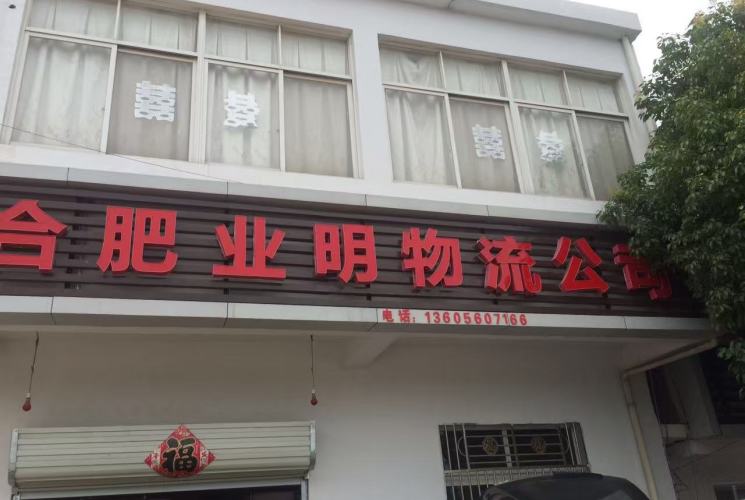 囍 囍 囍 囍
合肥业明物流公司
电话：13605607166
福